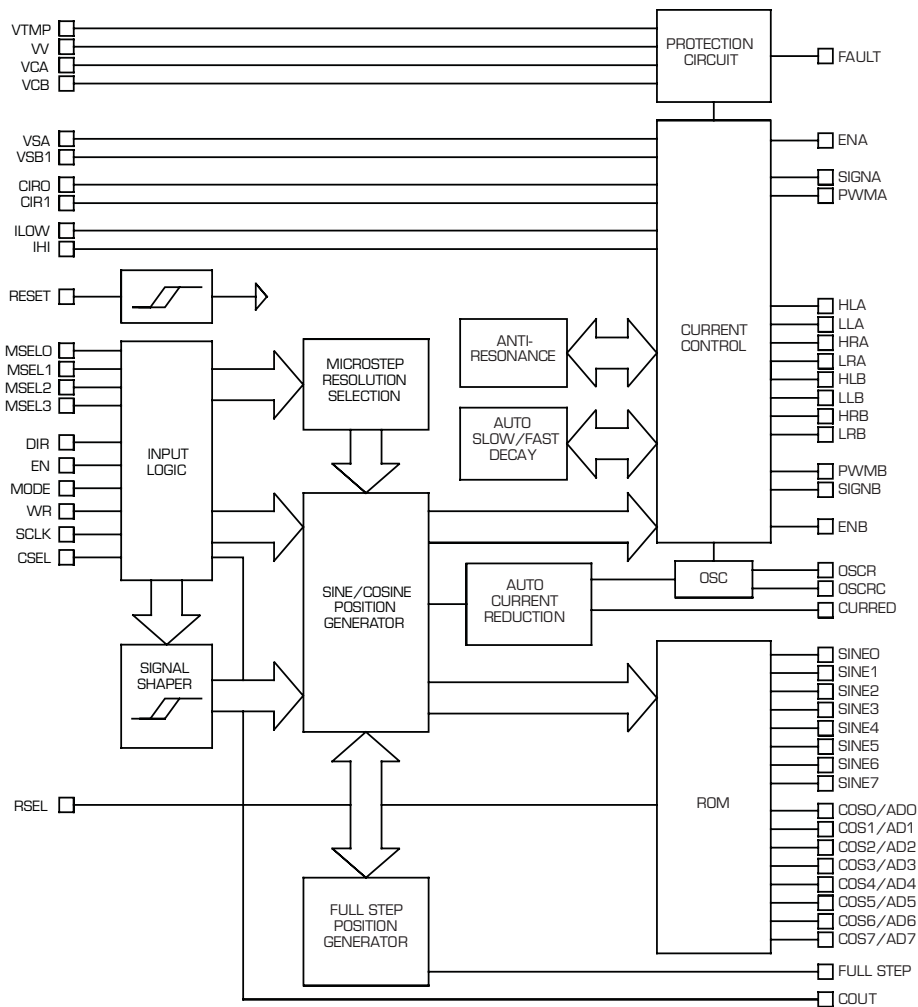 VTMP
VV
VCA
VCB
PROTECTION
CIRCUIT
FAULT
VSA
VSB1
CIR0
CIR1
ILOW
IHI
RESET
ENA
SIGNA
PWMA
HLA
LLA
HRA
LRA
HLB
LLB
HRB
LRB
PWMB
SIGNB
ENB
CURRENT
CONTROL
ANTI-
RESONANCE
AUTO
SLOW/FAST
DECAY
MICROSTEP
RESOLUTION
SELECTION
MSEL0
MSEL1
MSEL2
MSEL3
DIR
EN
MODE
WR
SCLK
CSEL
INPUT
LOGIC
SINE/COSINE
POSITION
GENERATOR
AUTO
CURRENT
REDUCTION
OSC
OSCR
OSCRC
CURRED
SIGNAL
SHAPER
SINE0
SINE1
SINE2
SINE3
SINE4
SINE5
SINE6
SINE7
RSEL
ROM
COS0/AD0
COS1/AD1
COS2/AD2
COS3/AD3
COS4/AD4
COS5/AD5
COS6/AD6
COS7/AD7
FULL STEP
POSITION
GENERATOR
FULL STEP
COUT